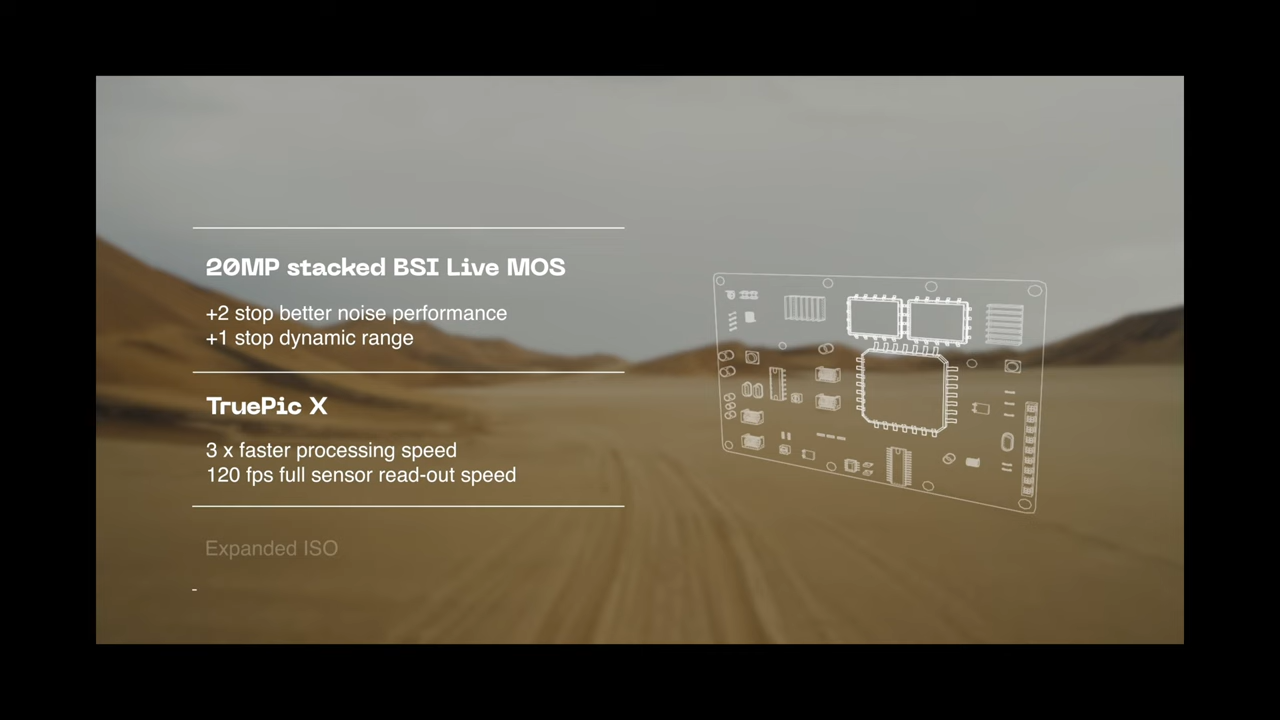 20MP stacked BSI Live MOS
+2 stop better noise performance
+1 stop dynamic range
TruePic X
3 x faster processing speed
120 fps full sensor read-out speed
Expanded ISO